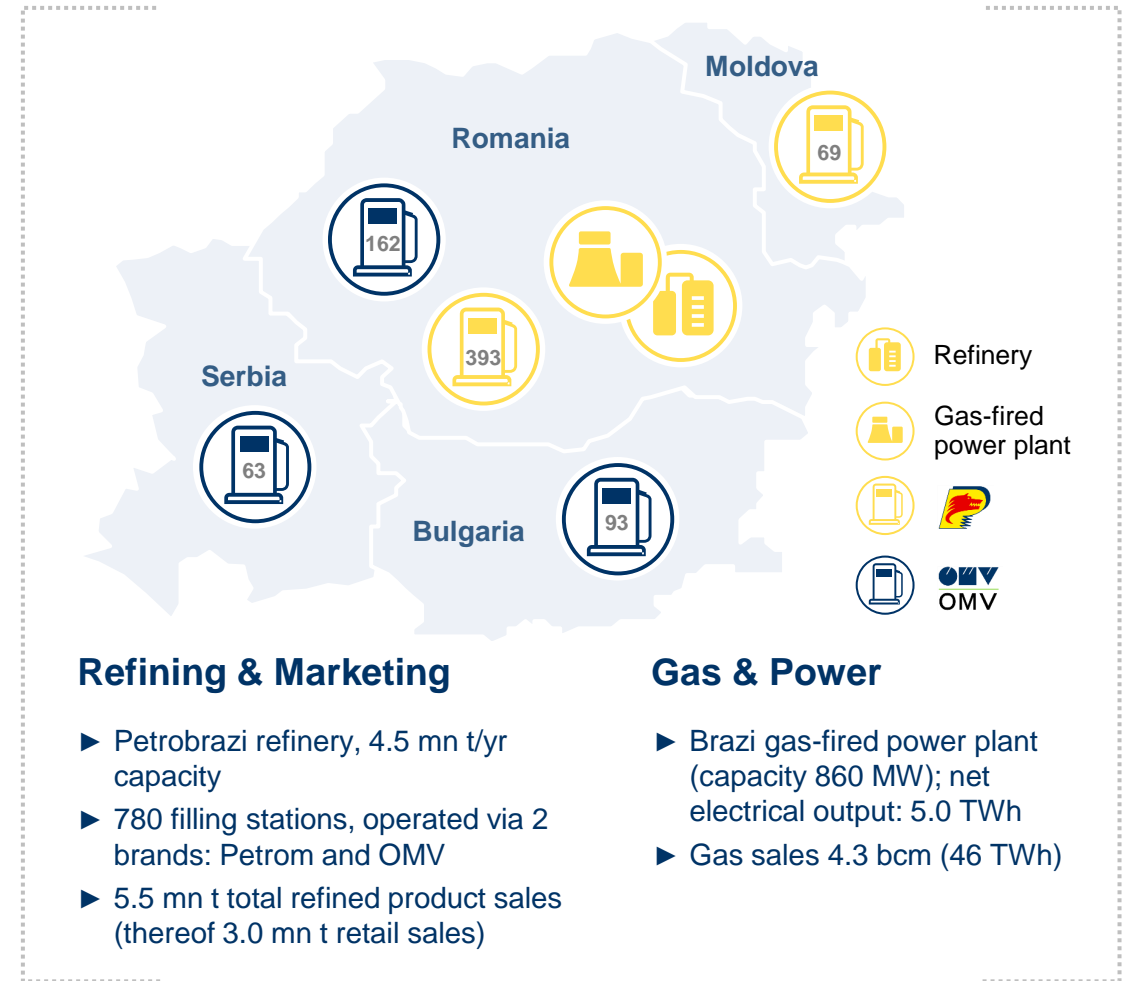 Moldova
69
Romania
162
393
Serbia
63
Bulgaria
93
Refinery
Gas-fired
power plant
OMV
OMV
Refining & Marketing
► Petrobrazi refinery, 4.5 mn t/yr
capacity
► 780 filling stations, operated via 2
brands: Petrom and OMV
► 5.5 mn t total refined product sales
(thereof 3.0 mn t retail sales)
Gas & Power
► Brazi gas-fired power plant
(capacity 860 MW); net
electrical output: 5.0 TWh
► Gas sales 4.3 bcm (46 TWh)